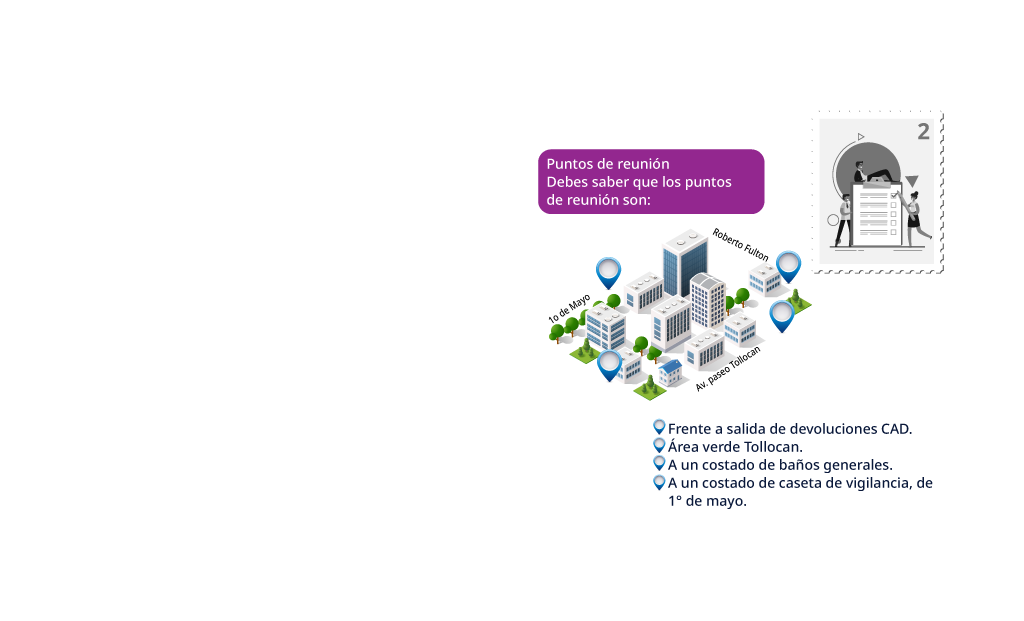 2
Puntos de reunión
Debes saber que los puntos
de reunión son:
Roberto Fulton
1o de Mayo
Av. paseo Tollocan
Frente a salida de devoluciones CAD.
Área verde Tollocan.
A un costado de baños generales.
A un costado de caseta de vigilancia, de
1° de mayo.